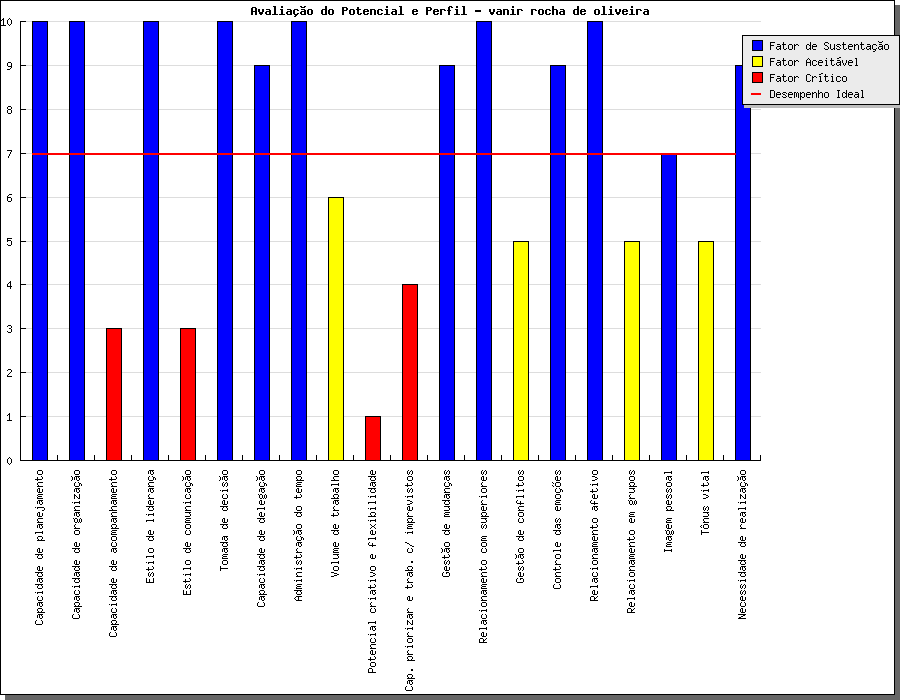 Avaliação do Potencial e Perfil - vanir rocha de oliveira
Fator de Sustentação
Fator Aceitável
Fator Crítico
Desempenho Ideal
10
9
8
7
6
5
4
3
2
1
0
Capacidade de planejamento
Capacidade de organização
Capacidade de acompanhamento
Estilo de liderança
Estilo de comunicação
Tomada de decisão
Capacidade de delegação
Administração do tempo
Volume de trabalho
Potencial criativo e flexibilidade
Cap. priorizar e trab. c/ imprevistos
Gestão de mudanças
Relacionamento com superiores
Gestão de conflitos
Controle das emoções
Relacionamento afetivo
Relacionamento em grupos
Imagem pessoal
Tônus vital
Necessidade de realização